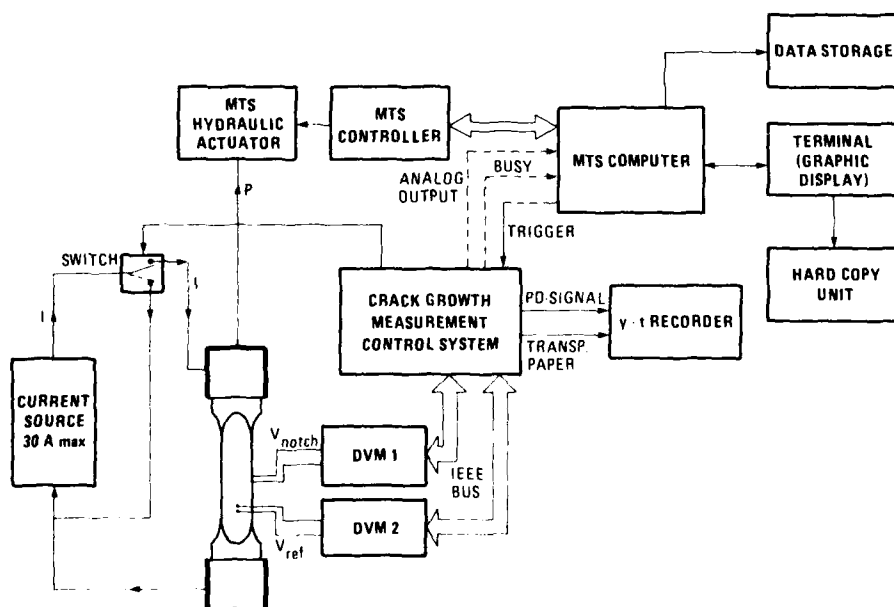 DATA STORAGE
MTS
HYDRAULIC
ACTUATOR
MTS
CONTROLLER
MTS COMPUTER
TERMINAL
(GRAPHIC
DISPLAY)
ANALOG
OUTPUT
BUSY
P
TRIGGER
SWITCH
I
I
HARD COPY
UNIT
CRACK GROWTH
MEASUREMENT
CONTROL SYSTEM
PD-SIGNAL
TRANSP.
PAPER
y - t RECORDER
CURRENT
SOURCE
30 A max
Vnotch
DVM 1
IEEE
BUS
DVM 2
Vref